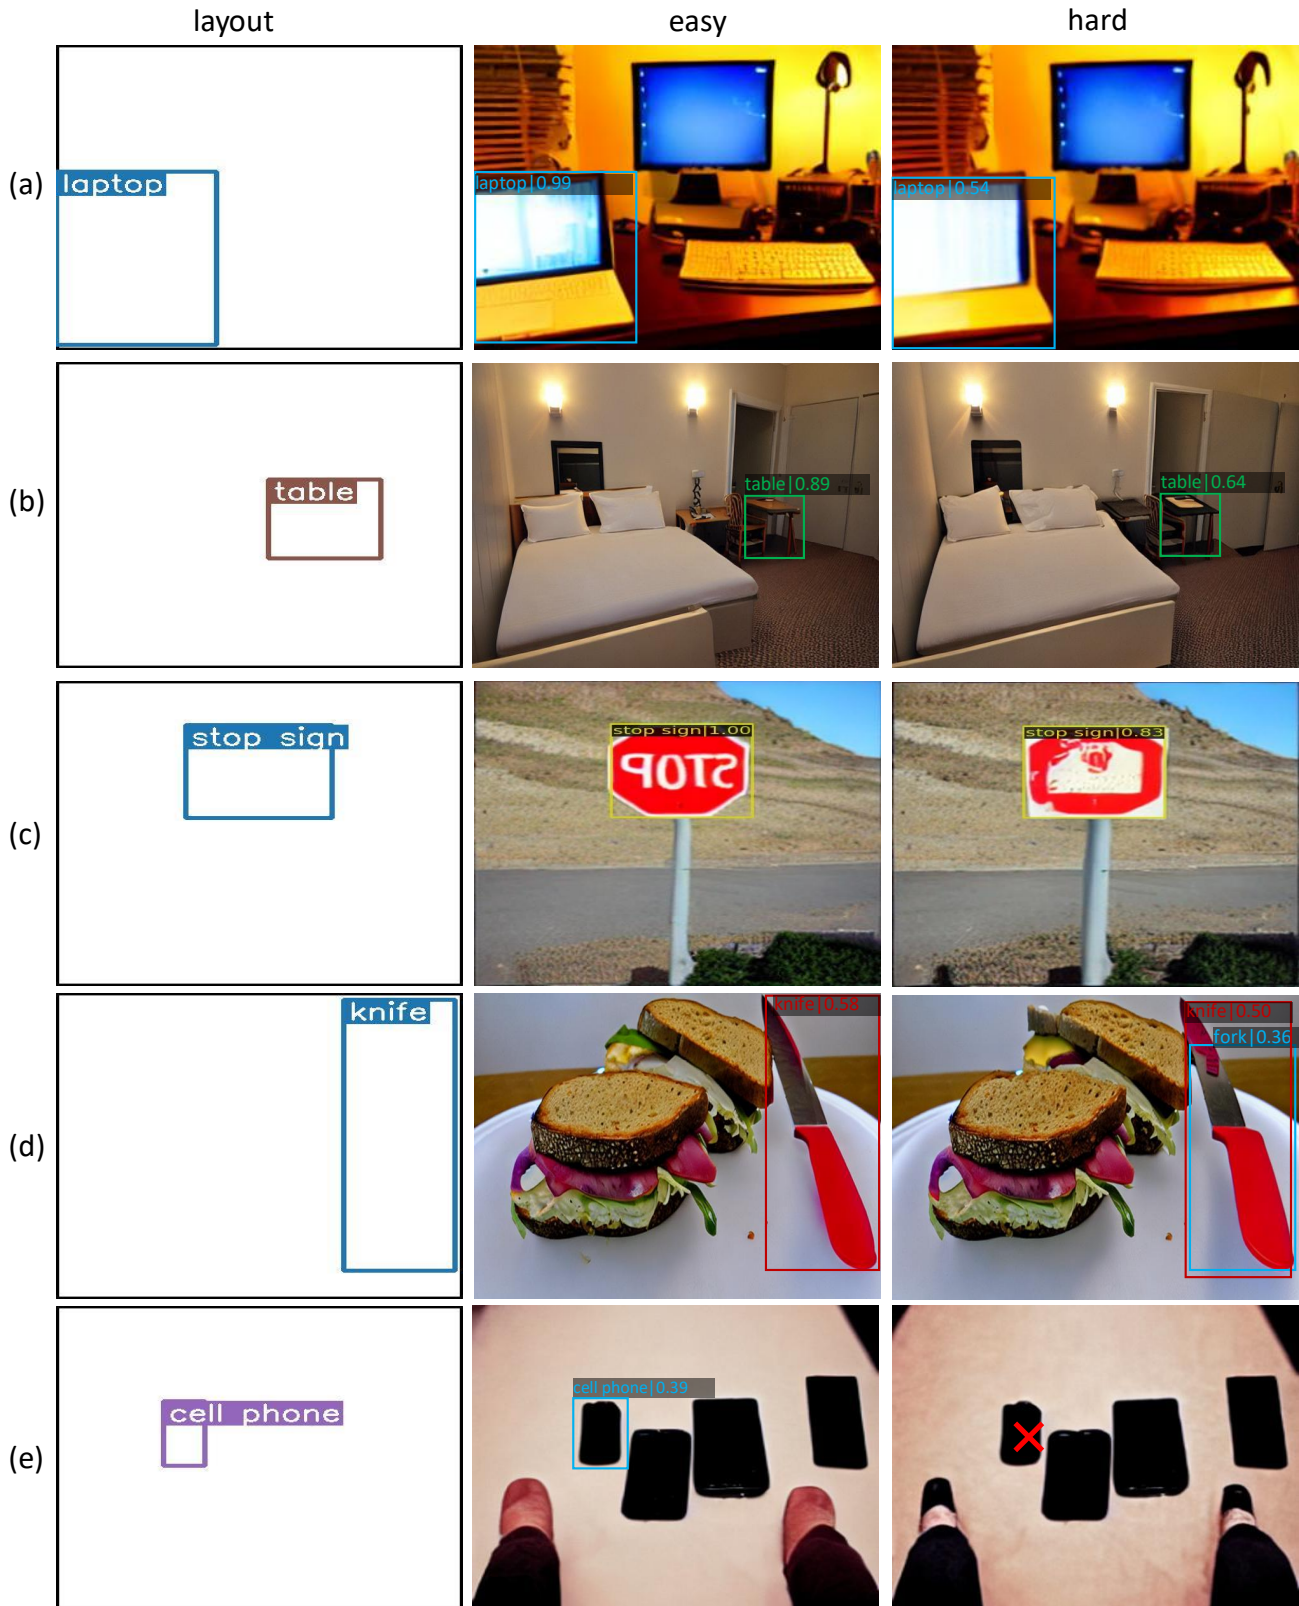 layout easy hard
(a) laptop laptop|0.99 laptop|0.54
(b) table table|0.89 table|0.64
(c) stop sign stop sign|1.00 stop sign|0.83
STOP
(d) knife knife|0.58 knife|0.50
fork|0.36
(e) cell phone cell phone|0.39